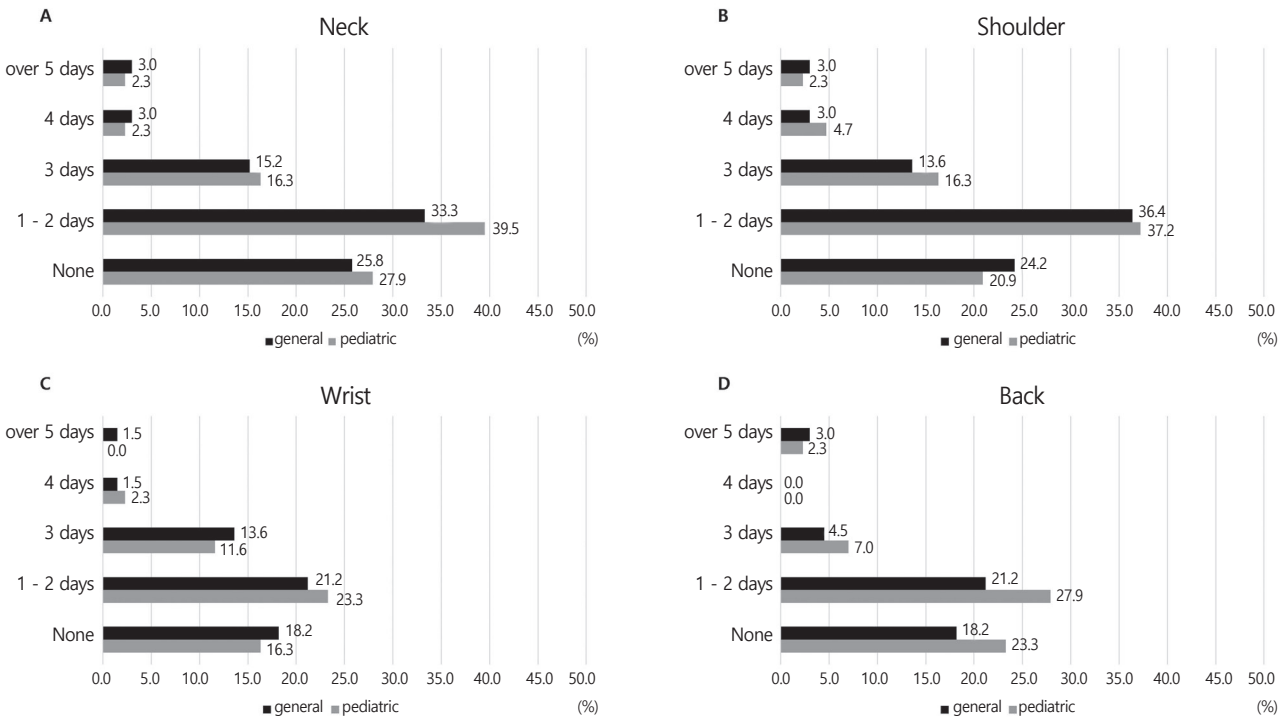 A
Neck
over 5 days
3.0
2.3
4 days
3.0
2.3
3 days
15.2
16.3
1 - 2 days
33.3
39.5
None
25.8
27.9
0.0 5.0 10.0 15.0 20.0 25.0 30.0 35.0 40.0 45.0 50.0
general pediatric (%)
B
Shoulder
over 5 days
3.0
2.3
4 days
3.0
4.7
3 days
13.6
16.3
1 - 2 days
36.4
37.2
None
24.2
20.9
0.0 5.0 10.0 15.0 20.0 25.0 30.0 35.0 40.0 45.0 50.0
general pediatric (%)
C
Wrist
over 5 days
1.5
0.0
4 days
1.5
2.3
3 days
13.6
11.6
1 - 2 days
21.2
23.3
None
18.2
16.3
0.0 5.0 10.0 15.0 20.0 25.0 30.0 35.0 40.0 45.0 50.0
general pediatric (%)
D
Back
over 5 days
3.0
2.3
4 days
0.0
0.0
3 days
4.5
7.0
1 - 2 days
21.2
27.9
None
18.2
23.3
0.0 5.0 10.0 15.0 20.0 25.0 30.0 35.0 40.0 45.0 50.0
general pediatric (%)